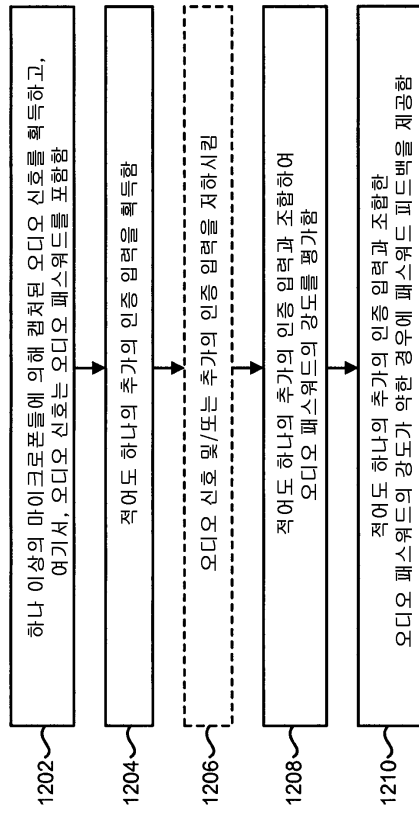 하나 이상의 마이크로폰들에 의해 캡처된 오디오 신호를 획득하고,
여기서, 오디오 신호는 오디오 패스워드를 포함함
1202
적어도 하나의 추가의 인증 입력을 획득함
1204
오디오 신호 및/또는 추가의 인증 입력을 저하시킴
1206
적어도 하나의 추가의 인증 입력과 조합하여
오디오 패스워드의 강도를 평가함
1208
적어도 하나의 추가의 인증 입력과 조합한
오디오 패스워드의 강도가 약한 경우에 패스워드 피드백을 제공함
1210